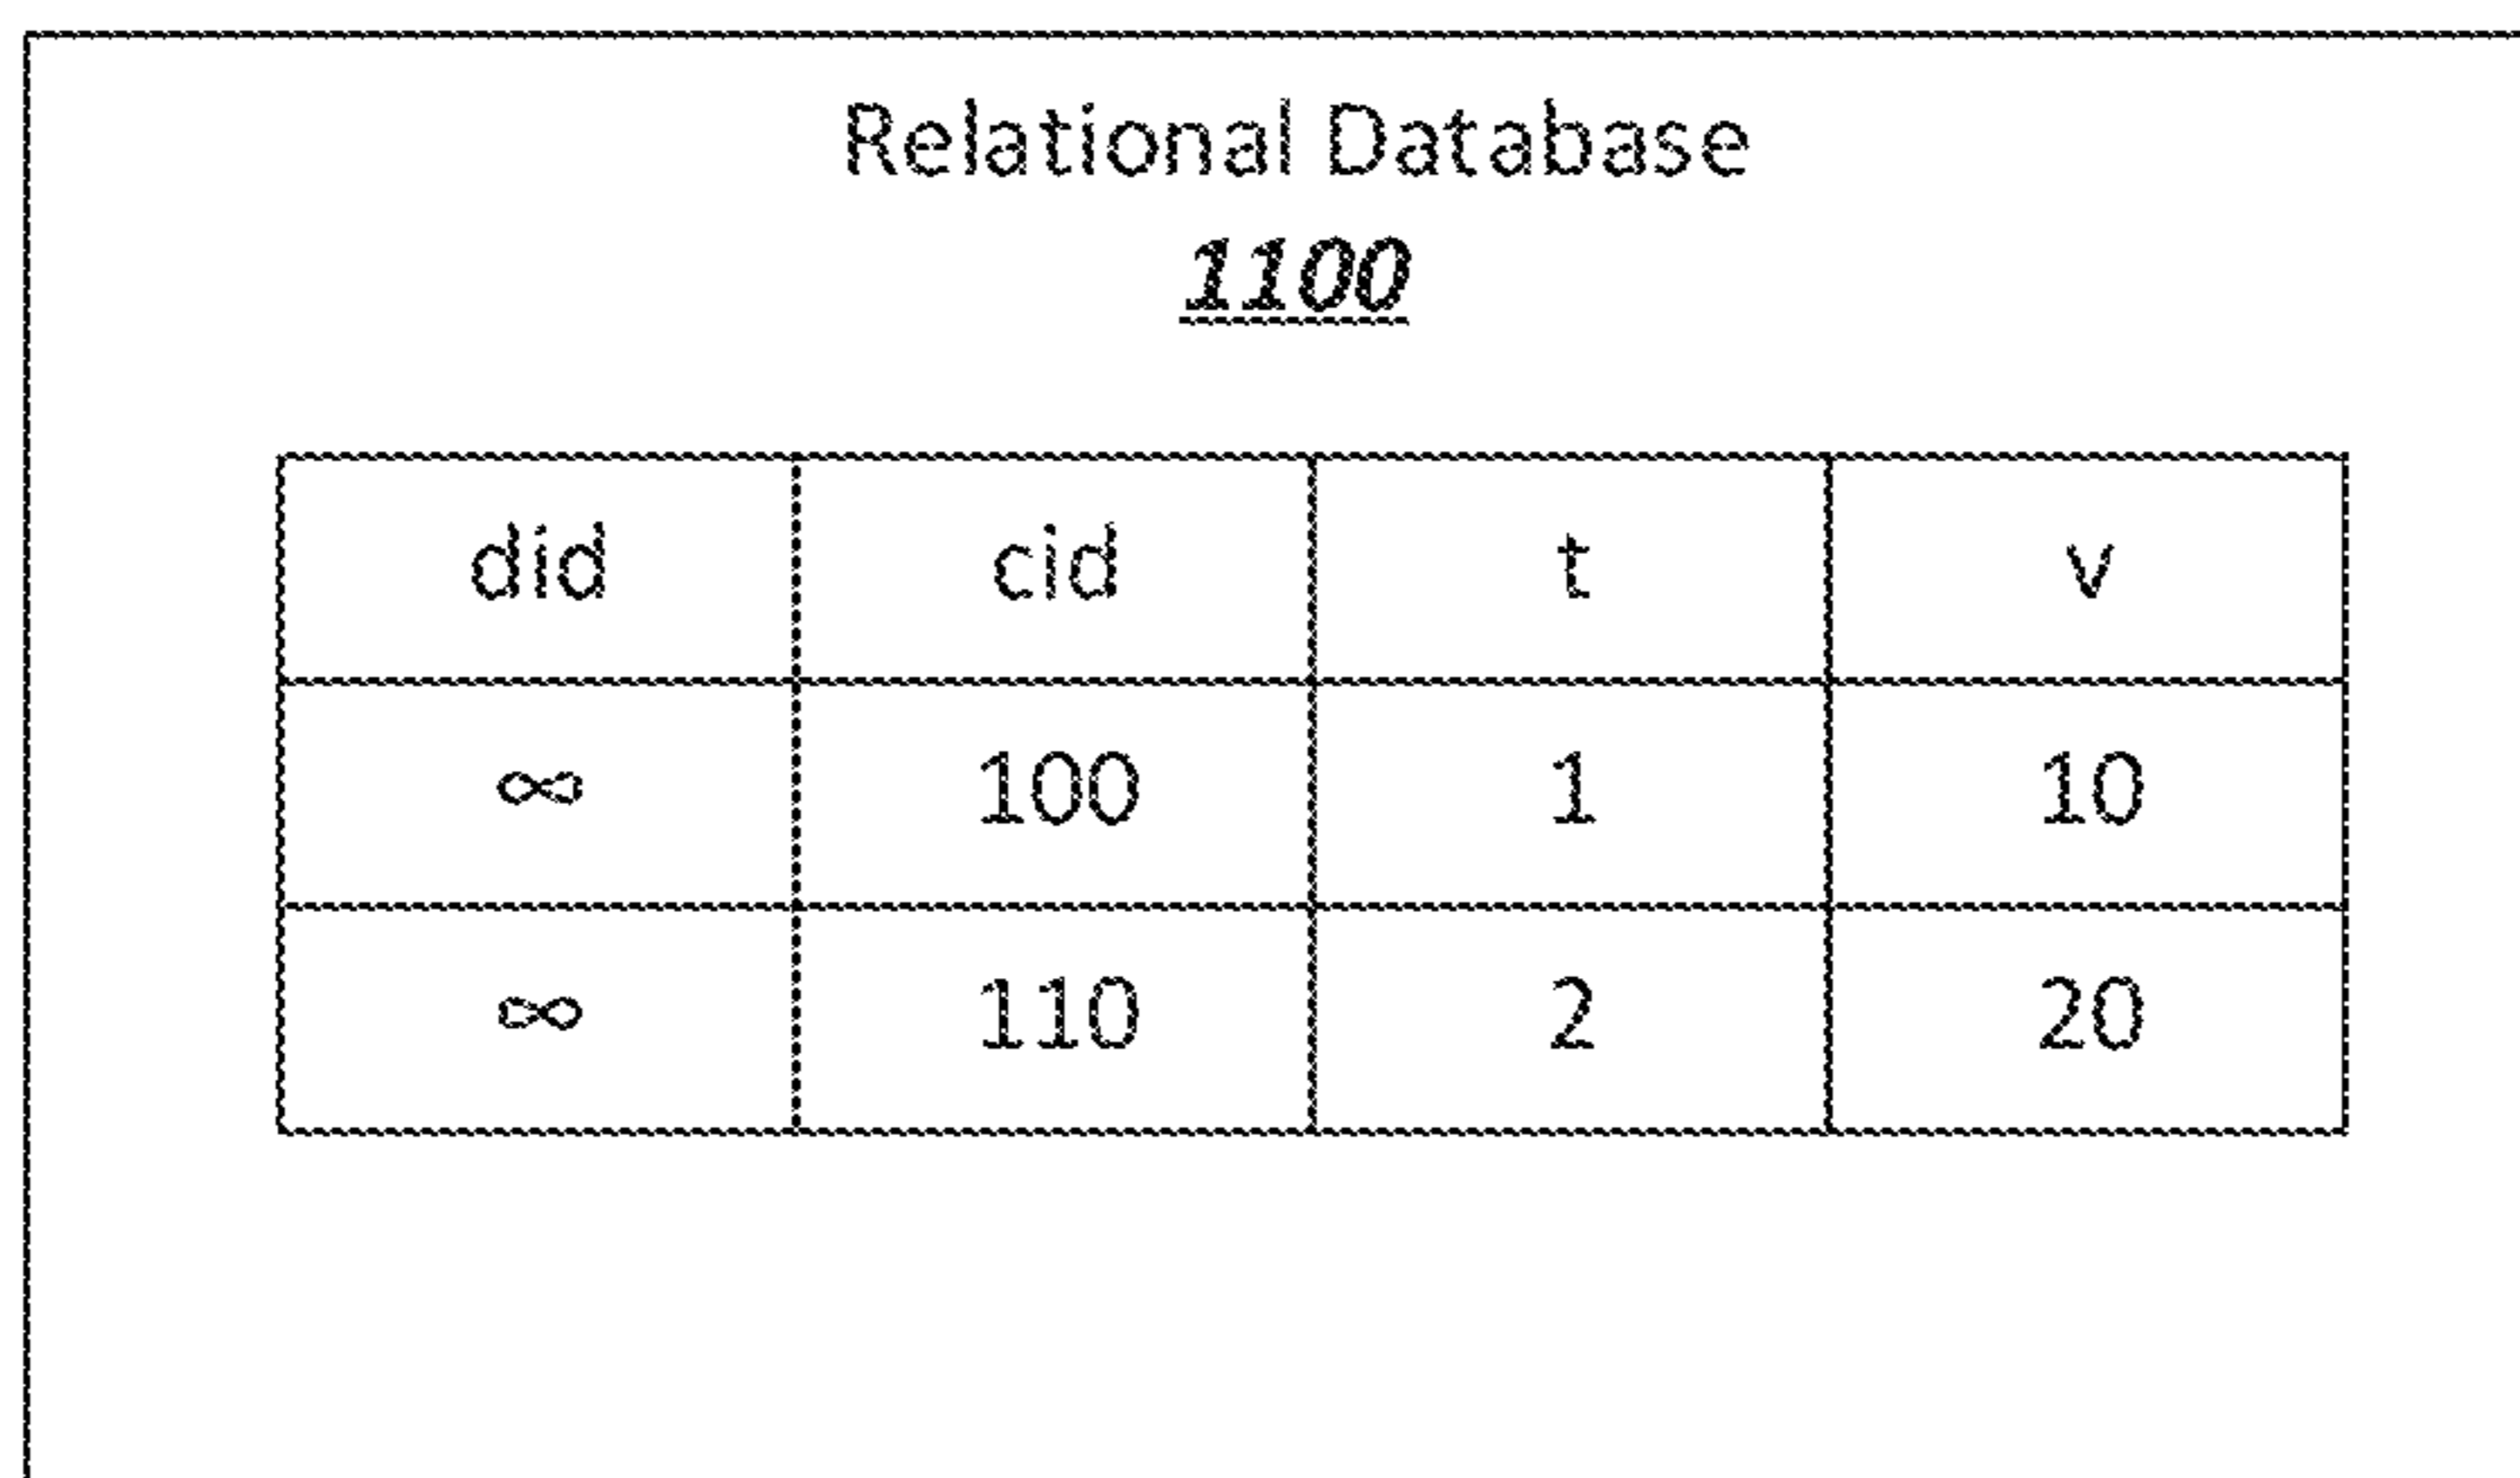 Relational Database
1100
did cid t v
∞ 100 1 10
∞ 110 2 20